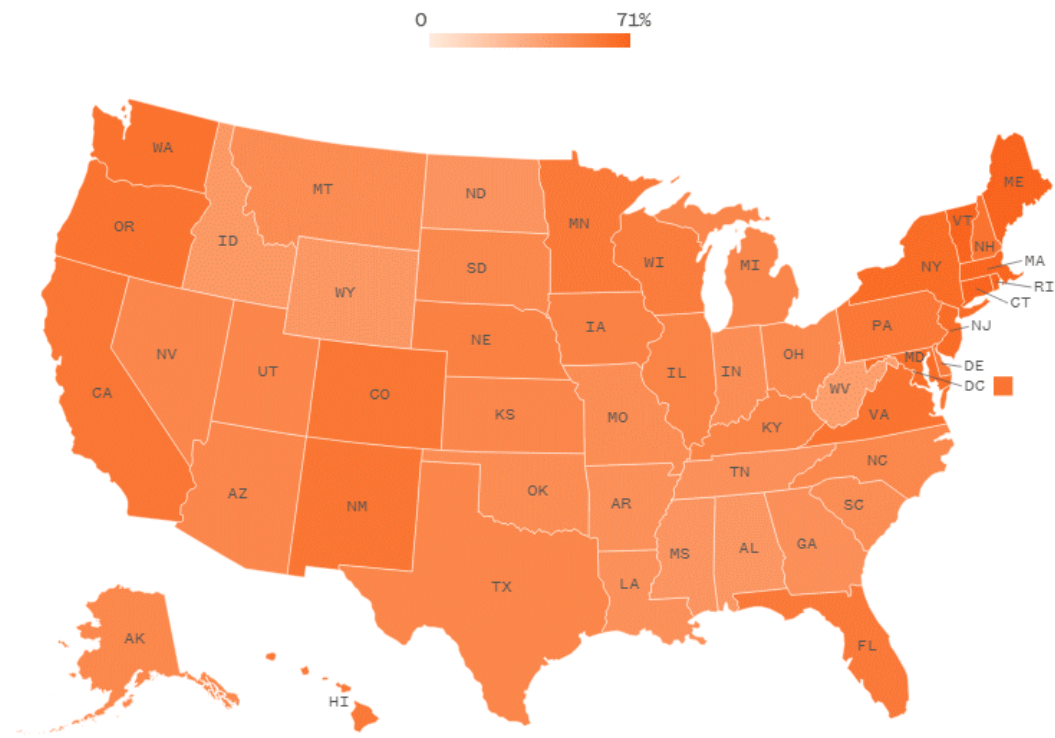 0 71%
WA
MT
ND
MN
ME
OR
ID
SD
WI
MI
VT
NH
NY
MA
RI
CT
WY
NE
IA
PA
NJ
NV
UT
CO
IL
IN
OH
MD
DE
DC
CA
KS
MO
WV
VA
KY
AZ
NM
OK
AR
TN
NC
SC
TX
LA
MS
AL
GA
AK
HI
FL